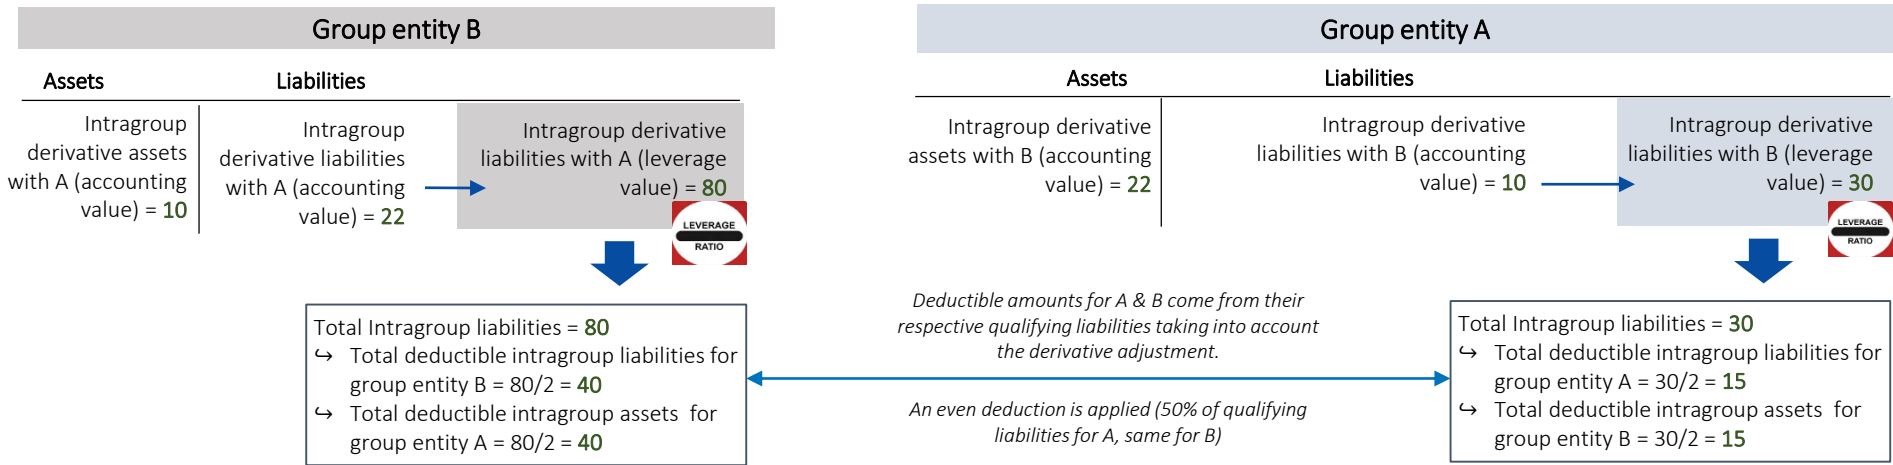 Group entity B
Assets
Liabilities
Intragroup
derivative assets
with A (accounting
value) = 10
Intragroup
derivative liabilities
with A (accounting
value) = 22
Intragroup derivative
liabilities with A (leverage
value) = 80
LEVERAGE
RATIO
Total Intragroup liabilities = 80
↪ Total deductible intragroup liabilities for
group entity B = 80/2 = 40
↪ Total deductible intragroup assets for
group entity A = 80/2 = 40
Deductible amounts for A & B come from their
respective qualifying liabilities taking into account
the derivative adjustment.
An even deduction is applied (50% of qualifying
liabilities for A, same for B)
Group entity A
Assets
Liabilities
Intragroup derivative
assets with B (accounting
value) = 22
Intragroup derivative
liabilities with B (accounting
value) = 10
Intragroup derivative
liabilities with B (leverage
value) = 30
LEVERAGE
RATIO
Total Intragroup liabilities = 30
↪ Total deductible intragroup liabilities for
group entity A = 30/2 = 15
↪ Total deductible intragroup assets for
group entity B = 30/2 = 15